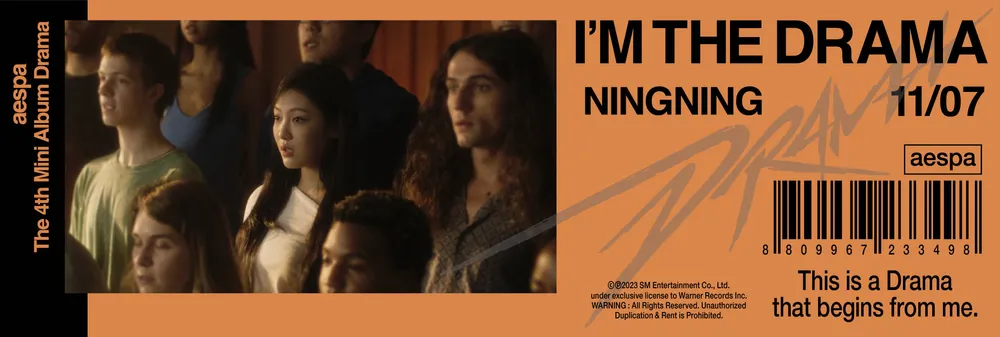 aespa
The 4th Mini Album Drama
I'M THE DRAMA
NINGNING 11/07
DRAMA
aespa
8 809967 233498
This is a Drama
that begins from me.
©℗2023 SM Entertainment Co., Ltd.
under exclusive license to Warner Records Inc.
WARNING : All Rights Reserved. Unauthorized
Duplication & Rent is Prohibited.